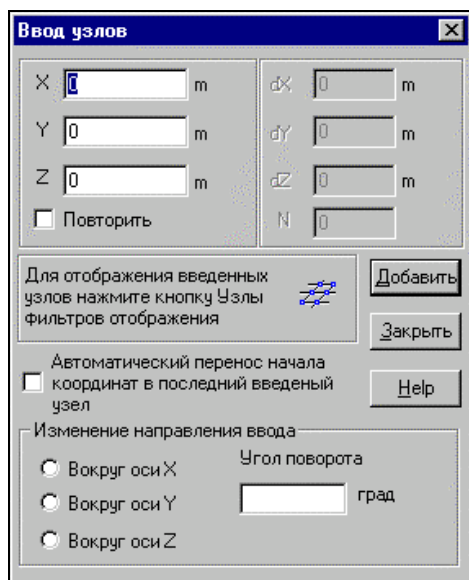 Ввод узлов
X 0 m dX 0 m
Y 0 m dY 0 m
Z 0 m dZ 0 m
Повторить N 0
Для отображения введенных
узлов нажмите кнопку Узлы
фильтров отображения
Добавить
Закрыть
Автоматический перенос начала
координат в последний введеный
узел
Help
Изменение направления ввода
Вокруг оси X Угол поворота
Вокруг оси Y град
Вокруг оси Z